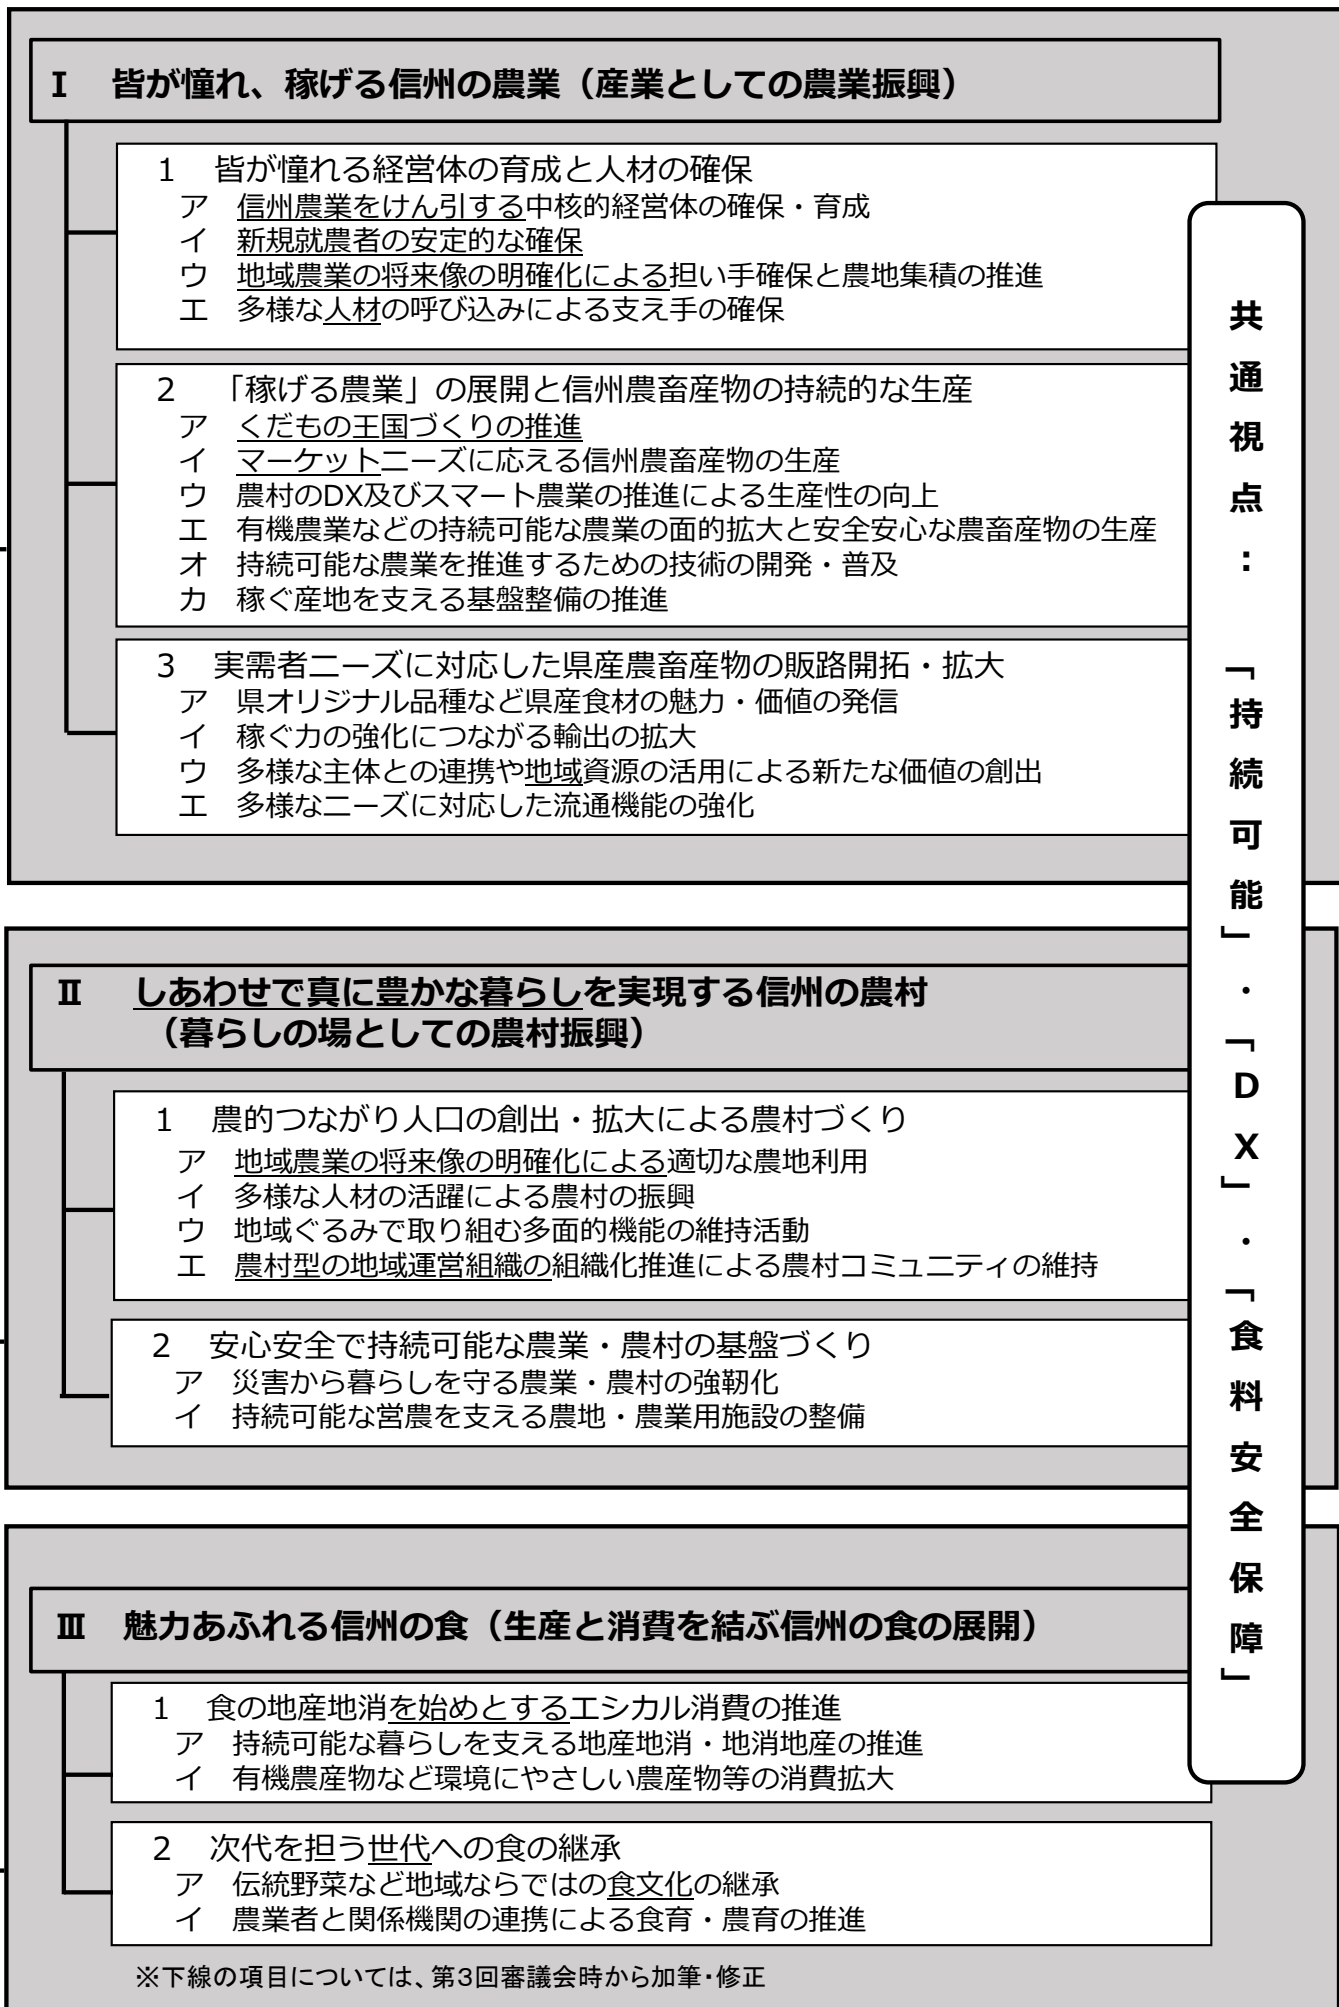 Ⅰ 皆が憧れ、稼げる信州の農業（産業としての農業振興）
１ 皆が憧れる経営体の育成と人材の確保
ア 信州農業をけん引する中核的経営体の確保・育成
イ 新規就農者の安定的な確保
ウ 地域農業の将来像の明確化による担い手確保と農地集積の推進
エ 多様な人材の呼び込みによる支え手の確保
２ 「稼げる農業」の展開と信州農畜産物の持続的な生産
ア くだもの王国づくりの推進
イ マーケットニーズに応える信州農畜産物の生産
ウ 農村のDX及びスマート農業の推進による生産性の向上
エ 有機農業などの持続可能な農業の面的拡大と安全安心な農畜産物の生産
オ 持続可能な農業を推進するための技術の開発・普及
カ 稼ぐ産地を支える基盤整備の推進
３ 実需者ニーズに対応した県産農畜産物の販路開拓・拡大
ア 県オリジナル品種など県産食材の魅力・価値の発信
イ 稼ぐ力の強化につながる輸出の拡大
ウ 多様な主体との連携や地域資源の活用による新たな価値の創出
エ 多様なニーズに対応した流通機能の強化
Ⅱ しあわせで真に豊かな暮らしを実現する信州の農村
（暮らしの場としての農村振興）
１ 農的つながり人口の創出・拡大による農村づくり
ア 地域農業の将来像の明確化による適切な農地利用
イ 多様な人材の活躍による農村の振興
ウ 地域ぐるみで取り組む多面的機能の維持活動
エ 農村型の地域運営組織の組織化推進による農村コミュニティの維持
２ 安心安全で持続可能な農業・農村の基盤づくり
ア 災害から暮らしを守る農業・農村の強靭化
イ 持続可能な営農を支える農地・農業用施設の整備
Ⅲ 魅力あふれる信州の食（生産と消費を結ぶ信州の食の展開）
１ 食の地産地消を始めとするエシカル消費の推進
ア 持続可能な暮らしを支える地産地消・地消地産の推進
イ 有機農産物など環境にやさしい農産物等の消費拡大
２ 次代を担う世代への食の継承
ア 伝統野菜など地域ならではの食文化の継承
イ 農業者と関係機関の連携による食育・農育の推進
※下線の項目については、第3回審議会時から加筆・修正
共通視点：「持続可能」・「DX」・「食料安全保障」